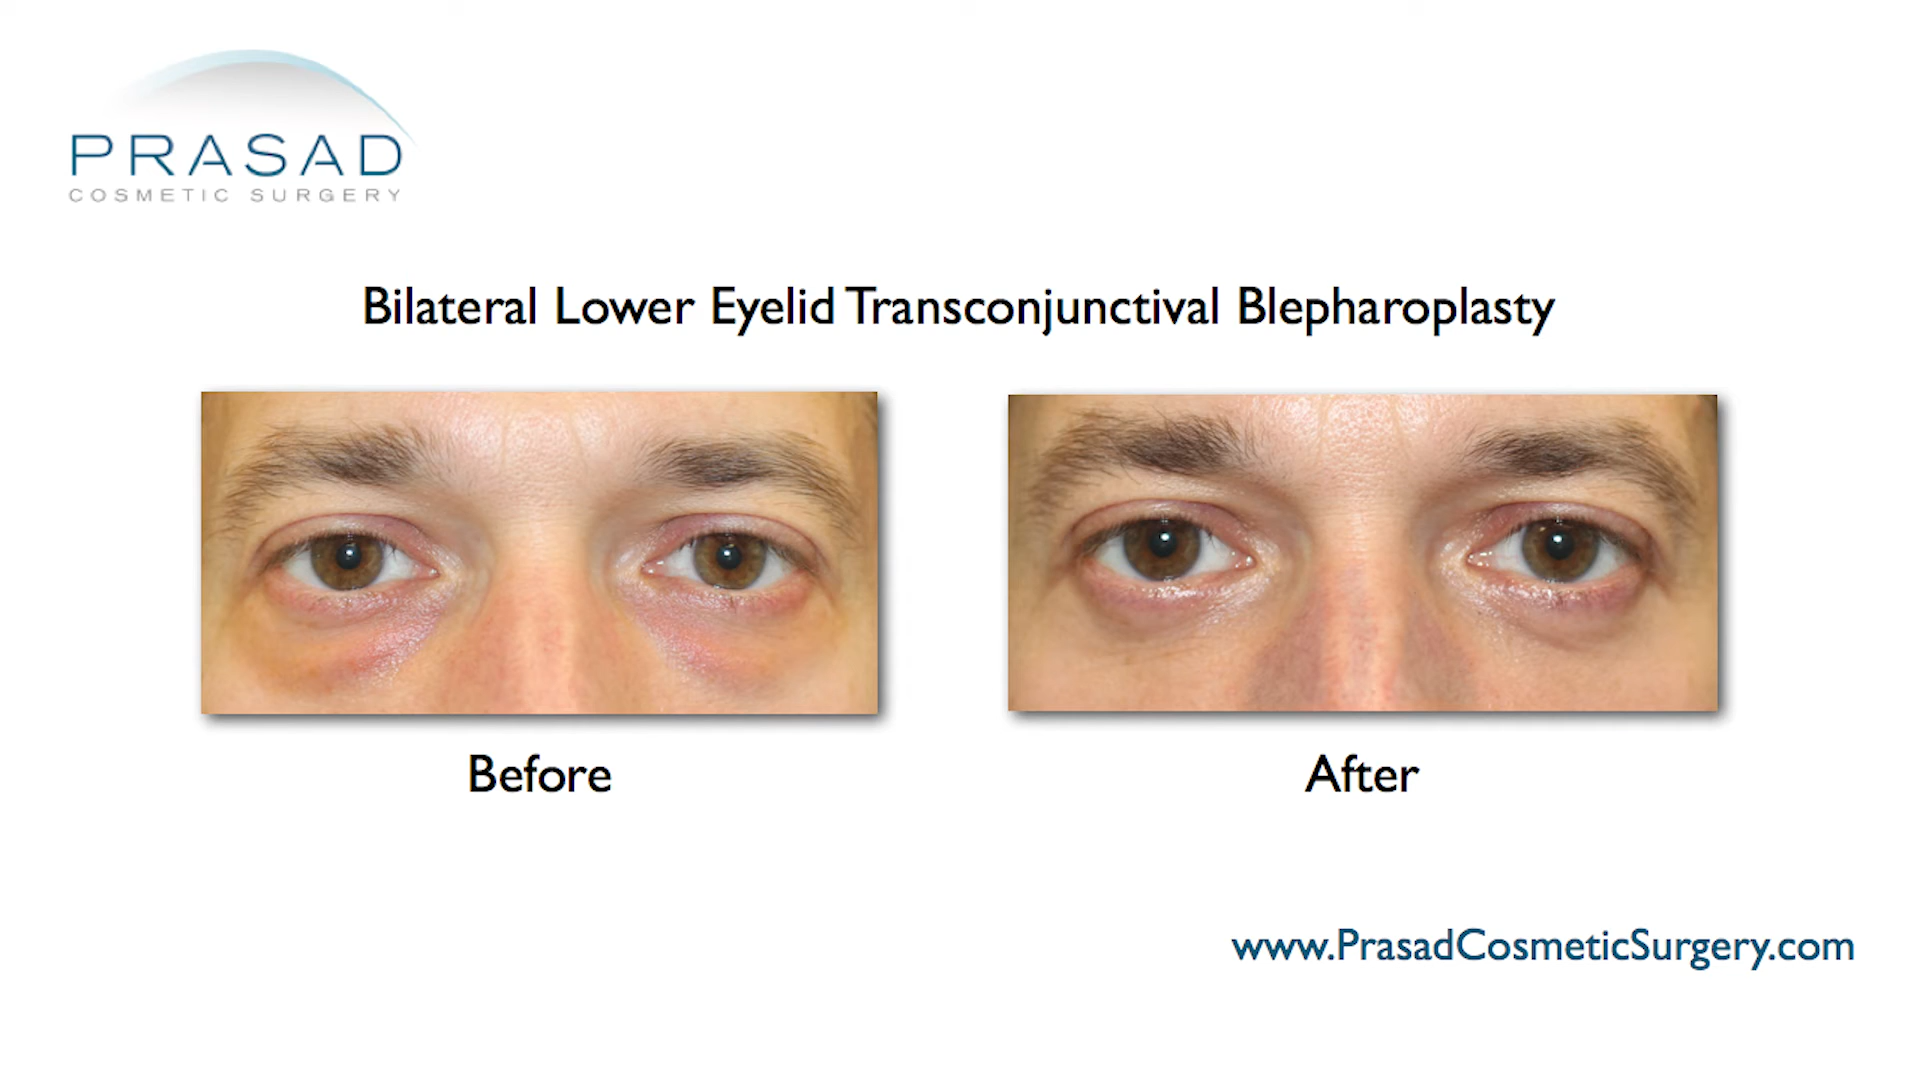 PRASAD
COSMETIC SURGERY
Bilateral Lower Eyelid Transconjunctival Blepharoplasty
Before
After
www.PrasadCosmeticSurgery.com